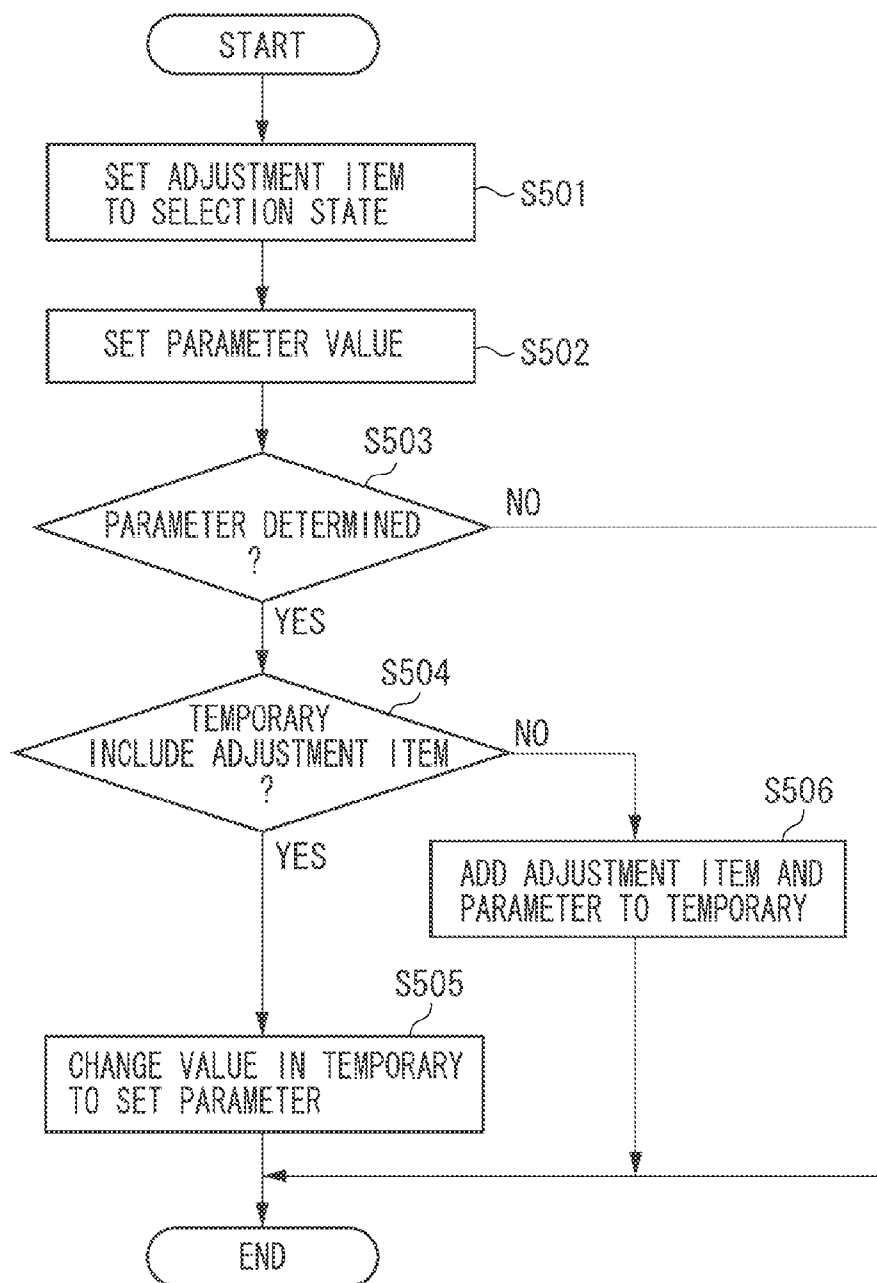 START
SET ADJUSTMENT ITEM
TO SELECTION STATE
S501
SET PARAMETER VALUE
S502
S503
PARAMETER DETERMINED
?
NO
YES
S504
TEMPORARY
INCLUDE ADJUSTMENT ITEM
?
NO
YES
S506
ADD ADJUSTMENT ITEM AND
PARAMETER TO TEMPORARY
S505
CHANGE VALUE IN TEMPORARY
TO SET PARAMETER
END